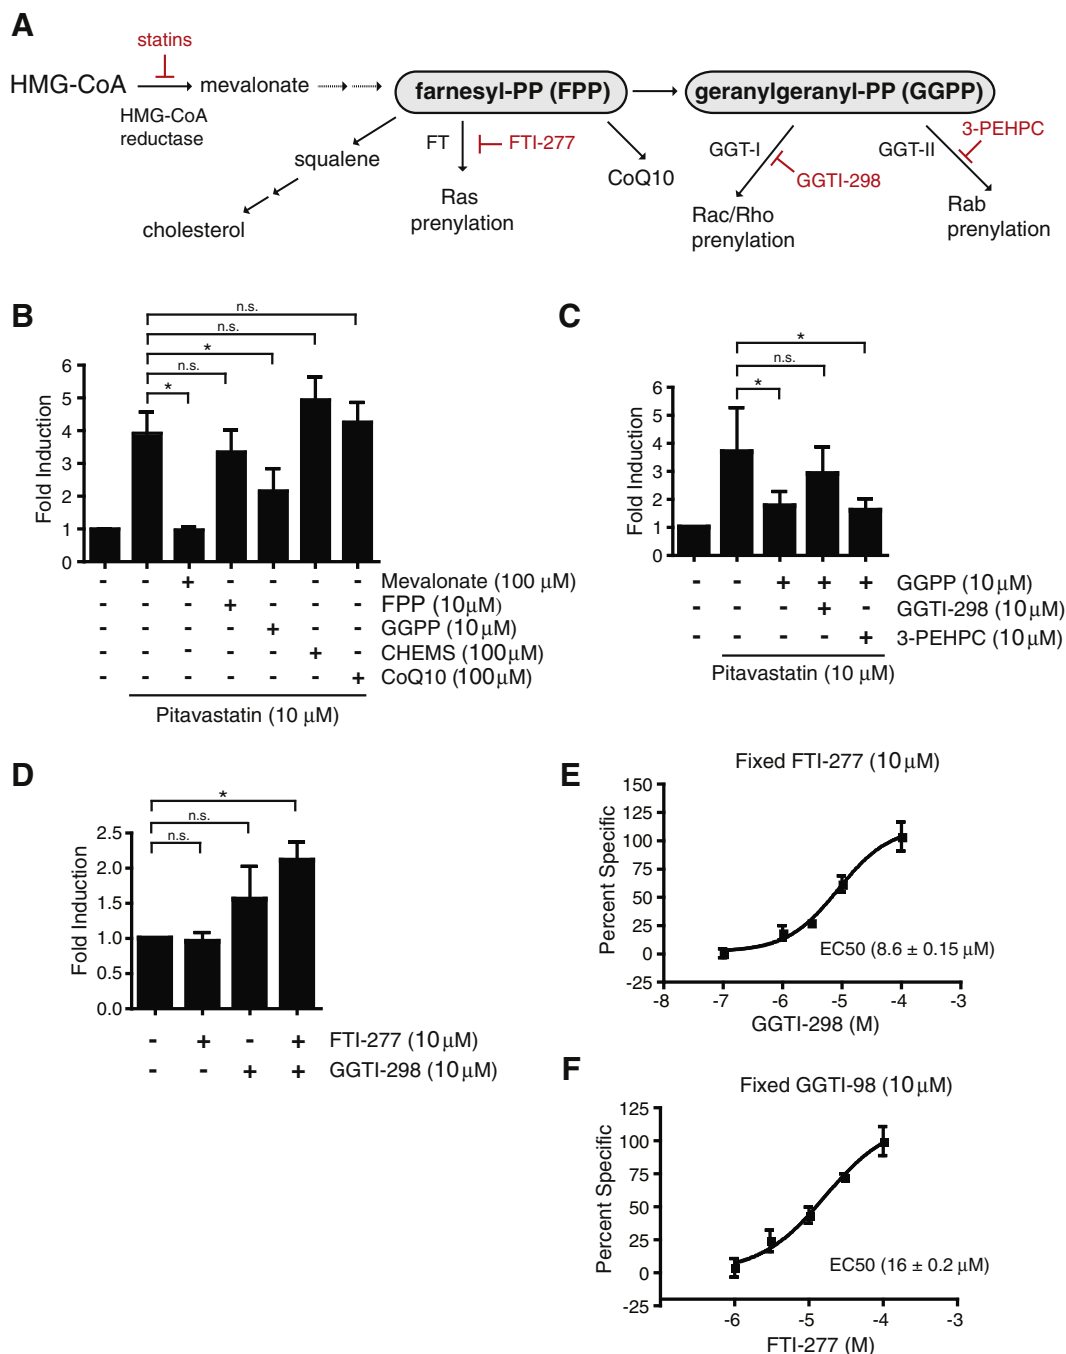 A
statins
HMG-CoA
mevalonate
farnesyl-PP (FPP)
geranylgeranyl-PP (GGPP)
HMG-CoA
reductase
squalene
cholesterol
FT
FTI-277
Ras
prenylation
CoQ10
GGT-I
GGTI-298
Rac/Rho
prenylation
GGT-II
3-PEHPC
Rab
prenylation
B
n.s.
n.s.
*
n.s.
*
Fold Induction
6
5
4
3
2
1
0
- - + - - - - Mevalonate (100 µM)
- - - + - - - FPP (10µM)
- - - - + - - GGPP (10µM)
- - - - - + - CHEMS (100µM)
- - - - - - + CoQ10 (100µM)
Pitavastatin (10 µM)
C
*
n.s.
*
Fold Induction
6
5
4
3
2
1
0
- - + + + GGPP (10µM)
- - - + - GGTI-298 (10µM)
- - - - + 3-PEHPC (10µM)
Pitavastatin (10 µM)
D
*
n.s.
n.s.
Fold Induction
2.5
2.0
1.5
1.0
0.5
0.0
- + - + FTI-277 (10µM)
- - + + GGTI-298 (10µM)
E
Fixed FTI-277 (10µM)
Percent Specific
150
125
100
75
50
25
0
-25
EC50 (8.6 ± 0.15 µM)
-8 -7 -6 -5 -4 -3
GGTI-298 (M)
F
Fixed GGTI-98 (10µM)
Percent Specific
125
100
75
50
25
0
-25
EC50 (16 ± 0.2 µM)
-6 -5 -4 -3
FTI-277 (M)